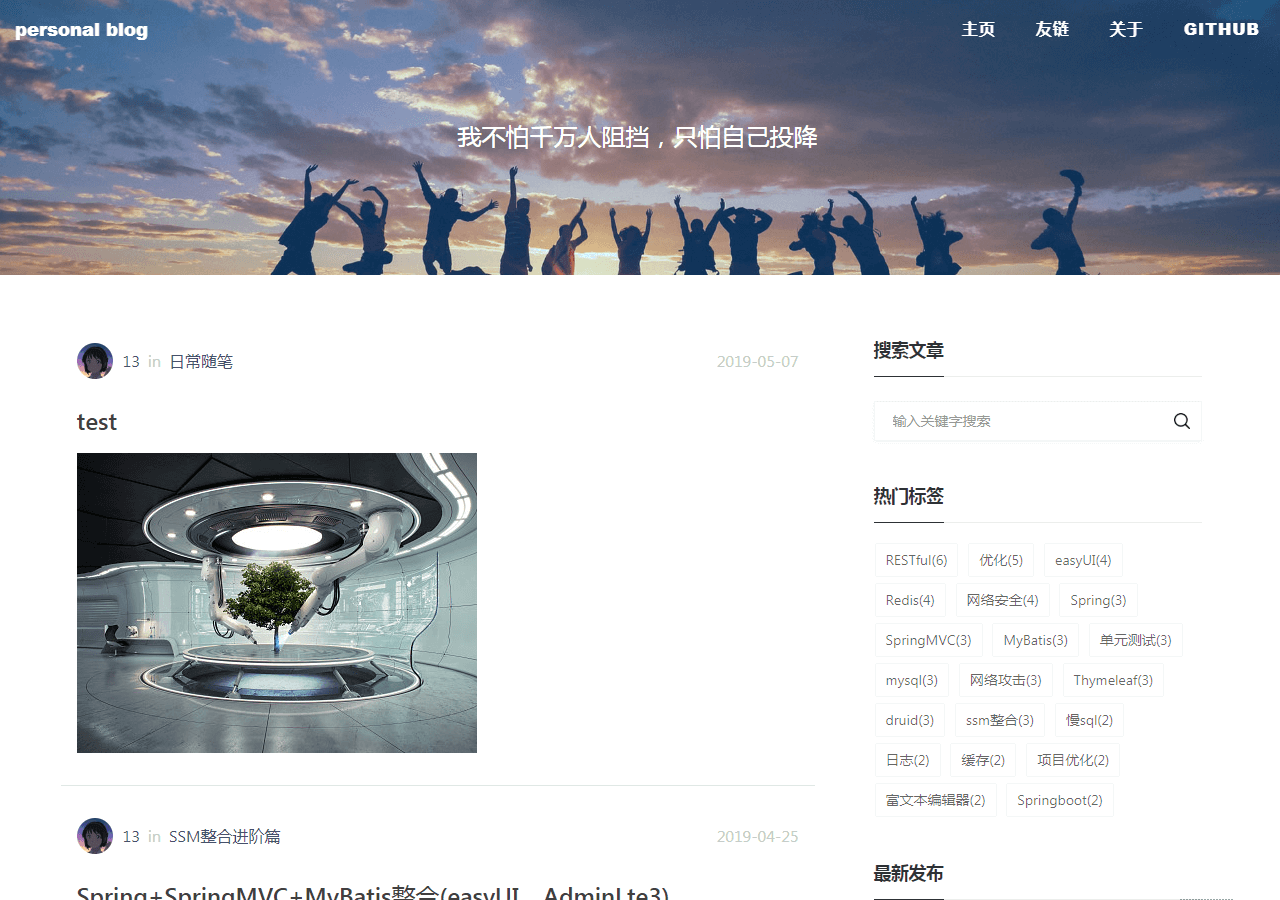 personal blog
主页 友链 关于 GITHUB
我不怕千万人阻挡，只怕自己投降
13 in 日常随笔 2019-05-07
test
13 in SSM整合进阶篇 2019-04-25
Spring+SpringMVC+MyBatis整合(easyUI、AdminLte3)
搜索文章
输入关键字搜索
热门标签
RESTful(6) 优化(5) easyUI(4)
Redis(4) 网络安全(4) Spring(3)
SpringMVC(3) MyBatis(3) 单元测试(3)
mysql(3) 网络攻击(3) Thymeleaf(3)
druid(3) ssm整合(3) 慢sql(2)
日志(2) 缓存(2) 项目优化(2)
富文本编辑器(2) Springboot(2)
最新发布